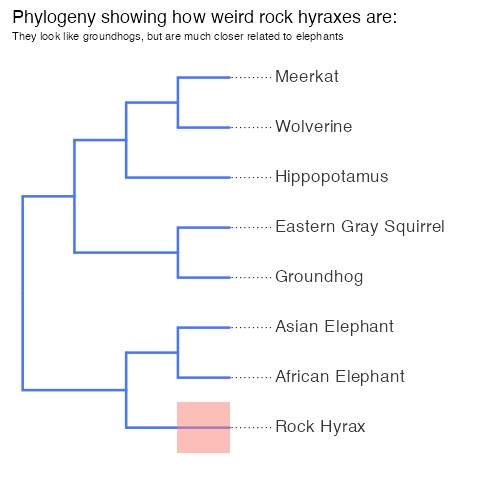 Phylogeny showing how weird rock hyraxes are:
They look like groundhogs, but are much closer related to elephants
Meerkat
Wolverine
Hippopotamus
Eastern Gray Squirrel
Groundhog
Asian Elephant
African Elephant
Rock Hyrax